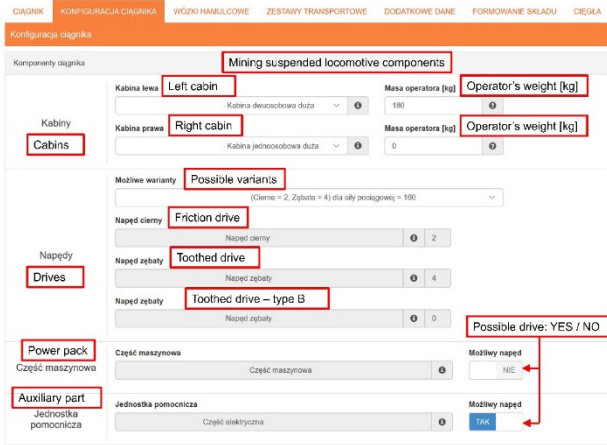 CIĄGNIK KONFIGURACJA CIĄGNIKA WÓZKI HAMULCOWE ZESTAWY TRANSPORTOWE DODATKOWE DANE FORMOWANIE SKŁADU CIĘGŁA
Konfiguracja ciągnika
Komponenty ciągnika Mining suspended locomotive components
Kabina lewa Left cabin Masa operatora [kg] Operator's weight [kg]
Kabina dwuosobowa duża 180
Kabiny
Cabins
Kabina prawa Right cabin Masa operatora [kg] Operator's weight [kg]
Kabina jednoosobowa duża 0
Możliwe warianty Possible variants
(Cierne = 2, Zębate = 4) dla siły pociągowej = 180
Napęd cierny Friction drive
Napęd cierny 2
Napędy
Drives
Napęd zębaty Toothed drive
Napęd zębaty 4
Napęd zębaty Toothed drive – type B
Napęd zębaty 0
Possible drive: YES / NO
Power pack
Część maszynowa
Część maszynowa Możliwy napęd
Część maszynowa NIE
Auxiliary part
Jednostka pomocnicza
Jednostka pomocnicza Możliwy napęd
Część elektryczna TAK